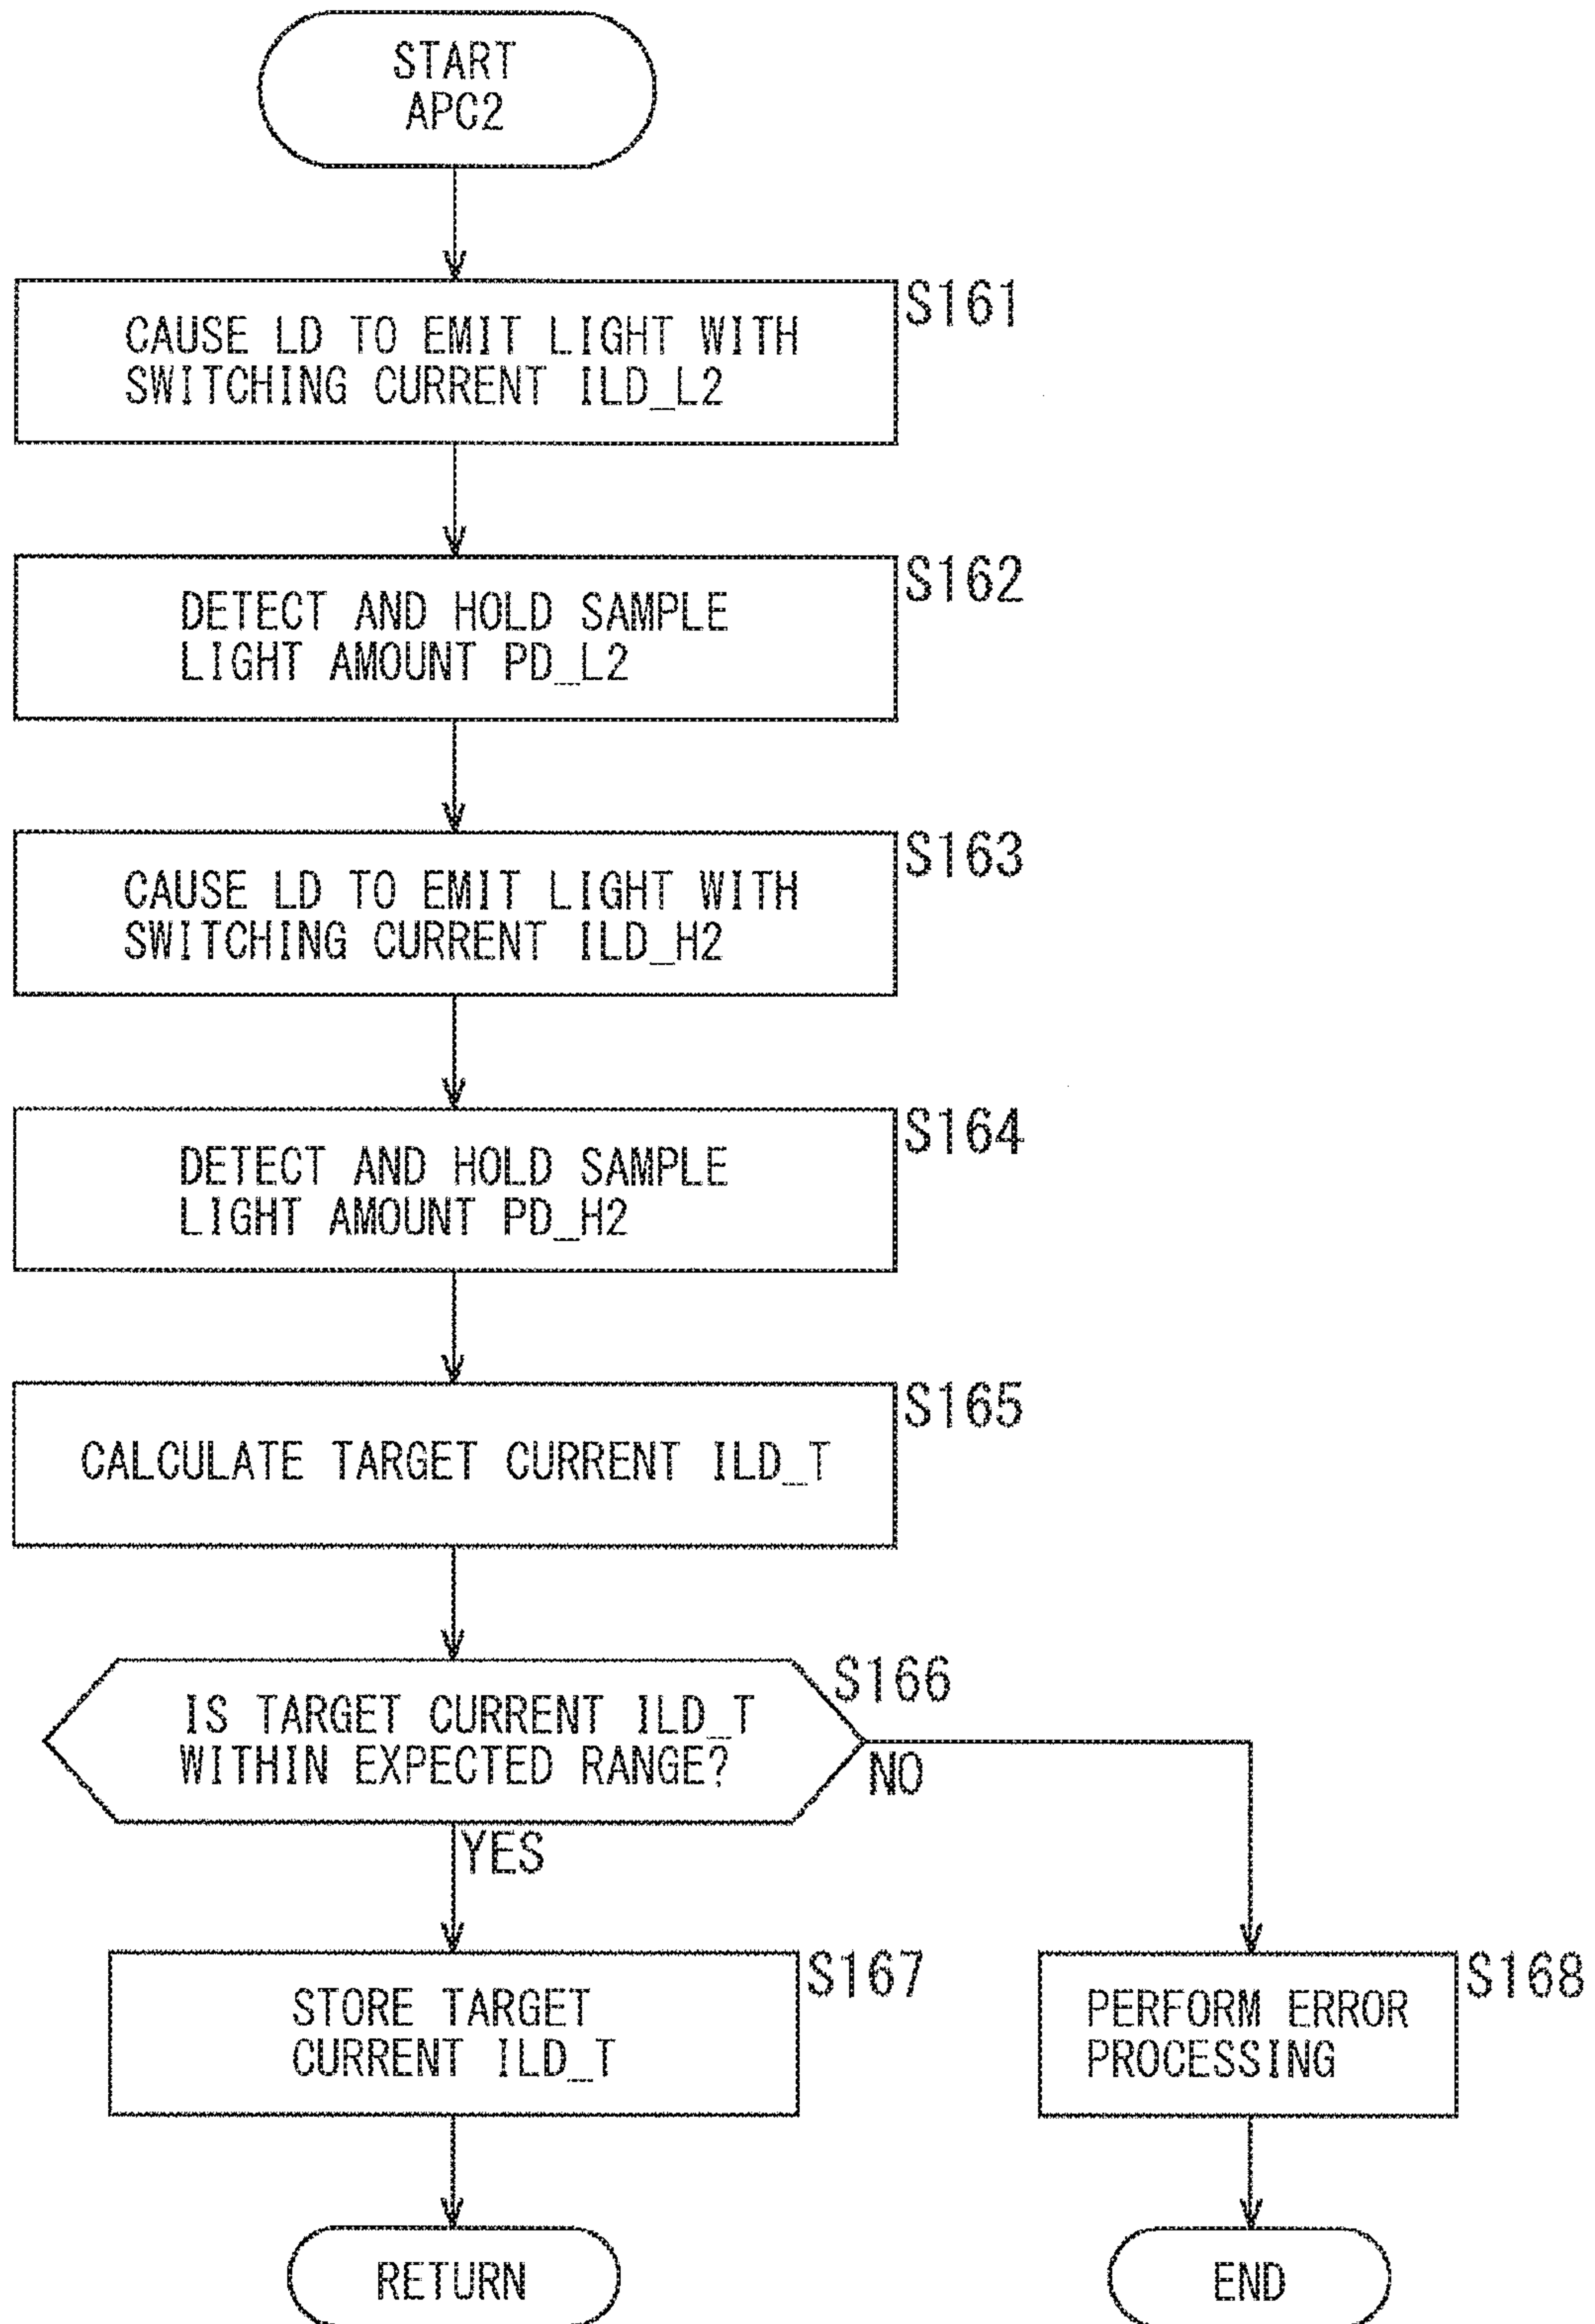 START
APC2
CAUSE LD TO EMIT LIGHT WITH
SWITCHING CURRENT ILD_L2
S161
DETECT AND HOLD SAMPLE
LIGHT AMOUNT PD_L2
S162
CAUSE LD TO EMIT LIGHT WITH
SWITCHING CURRENT ILD_H2
S163
DETECT AND HOLD SAMPLE
LIGHT AMOUNT PD_H2
S164
CALCULATE TARGET CURRENT ILD_T
S165
IS TARGET CURRENT ILD_T
WITHIN EXPECTED RANGE?
S166
NO
YES
STORE TARGET
CURRENT ILD_T
S167
PERFORM ERROR
PROCESSING
S168
RETURN
END